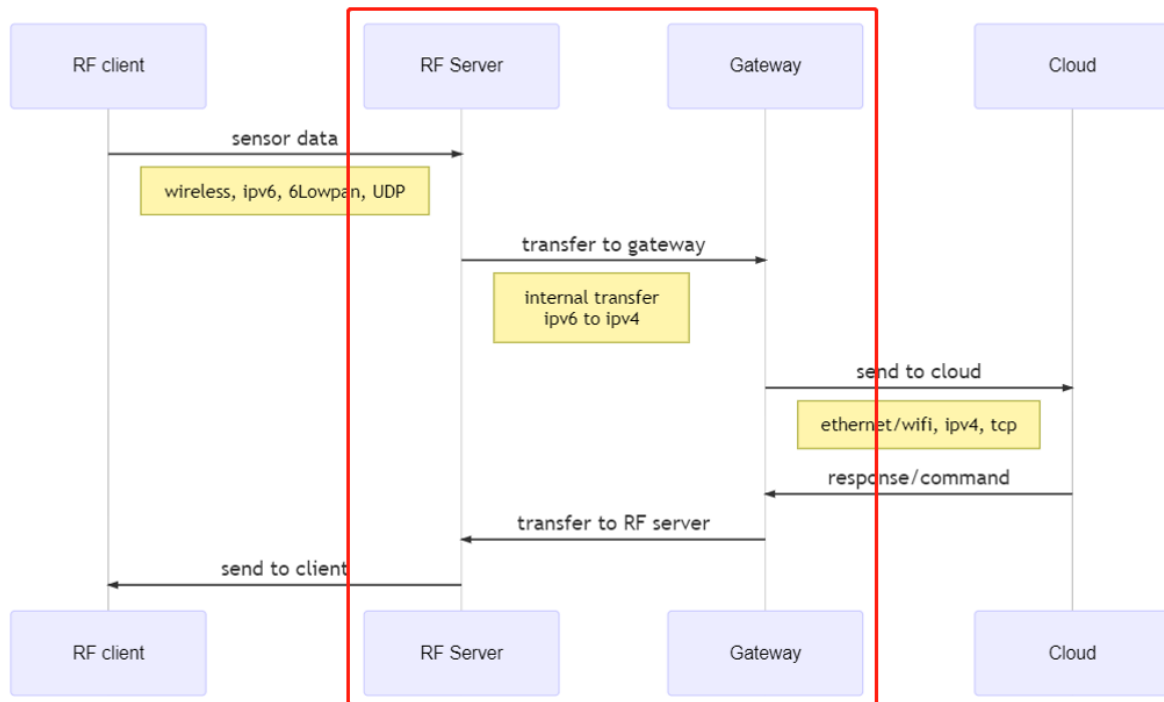 RF client
RF Server
Gateway
Cloud
sensor data
wireless, ipv6, 6Lowpan, UDP
transfer to gateway
internal transfer
ipv6 to ipv4
send to cloud
ethernet/wifi, ipv4, tcp
response/command
transfer to RF server
send to client
RF client
RF Server
Gateway
Cloud